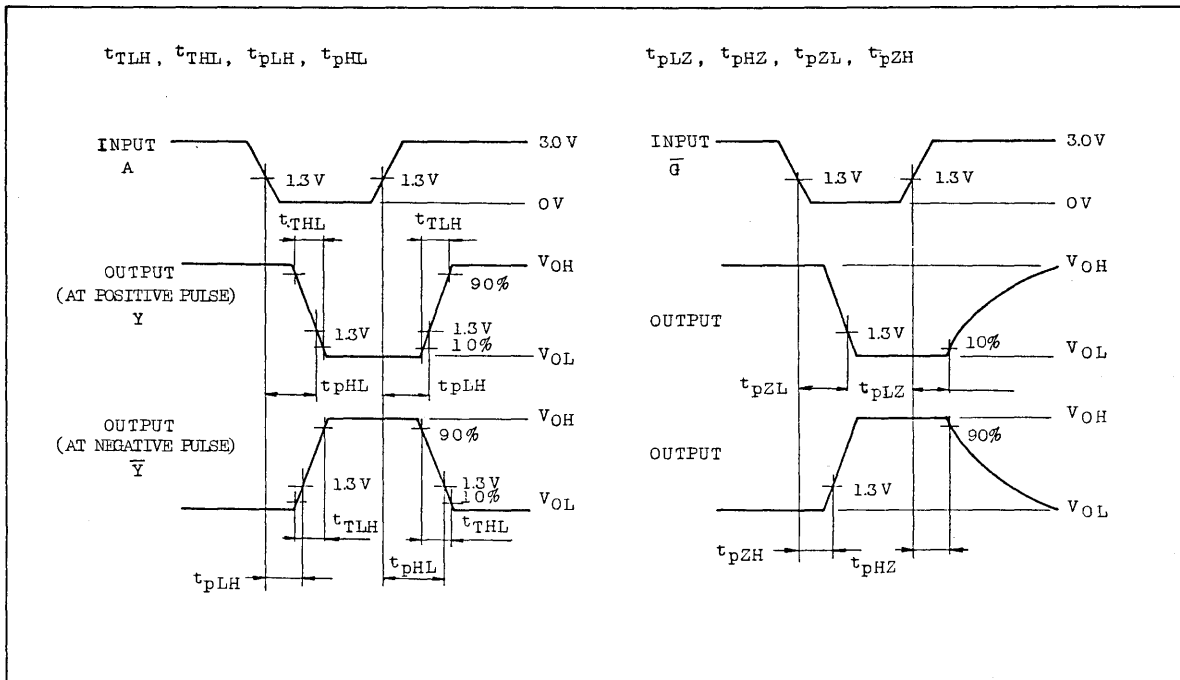 tTLH, tTHL, tpLH, tpHL
INPUT
A
3.0V
1.3V
1.3V
0V
tTHL
tTLH
OUTPUT
(AT POSITIVE PULSE)
Y
VOH
90%
1.3V
1.3V
10%
VOL
tpHL
tpLH
OUTPUT
(AT NEGATIVE PULSE)
Y̅
VOH
90%
1.3V
1.3V
10%
VOL
tTLH
tTHL
tpLH
tpHL
tpLZ, tpHZ, tpZL, tpZH
INPUT
G̅
3.0V
1.3V
1.3V
0V
OUTPUT
VOH
1.3V
10%
VOL
tpZL
tpLZ
OUTPUT
VOH
90%
1.3V
VOL
tpZH
tpHZ